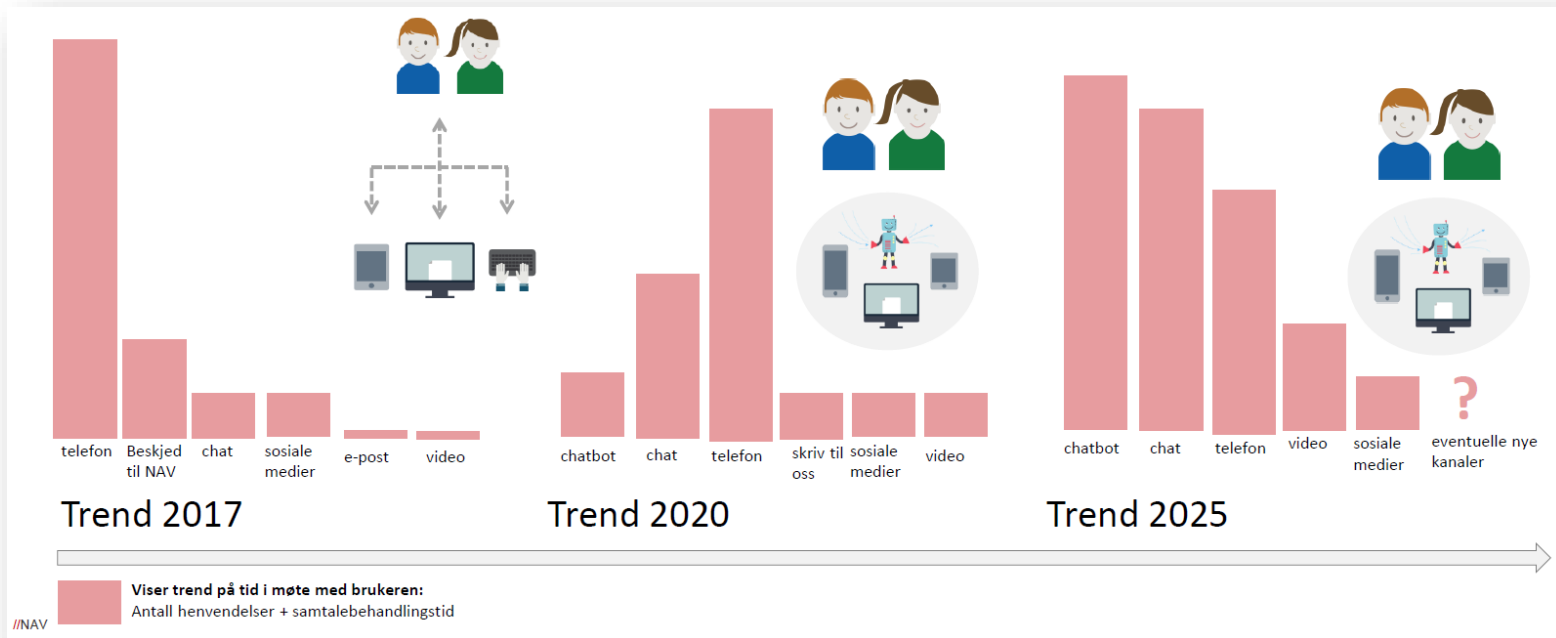 telefon
Beskjed
til NAV
chat
sosiale
medier
e-post
video
Trend 2017
chatbot
chat
telefon
skriv til
oss
sosiale
medier
video
Trend 2020
chatbot
chat
telefon
video
sosiale
medier
?
eventuelle nye
kanaler
Trend 2025
Viser trend på tid i møte med brukeren:
Antall henvendelser + samtalebehandlingstid
//NAV